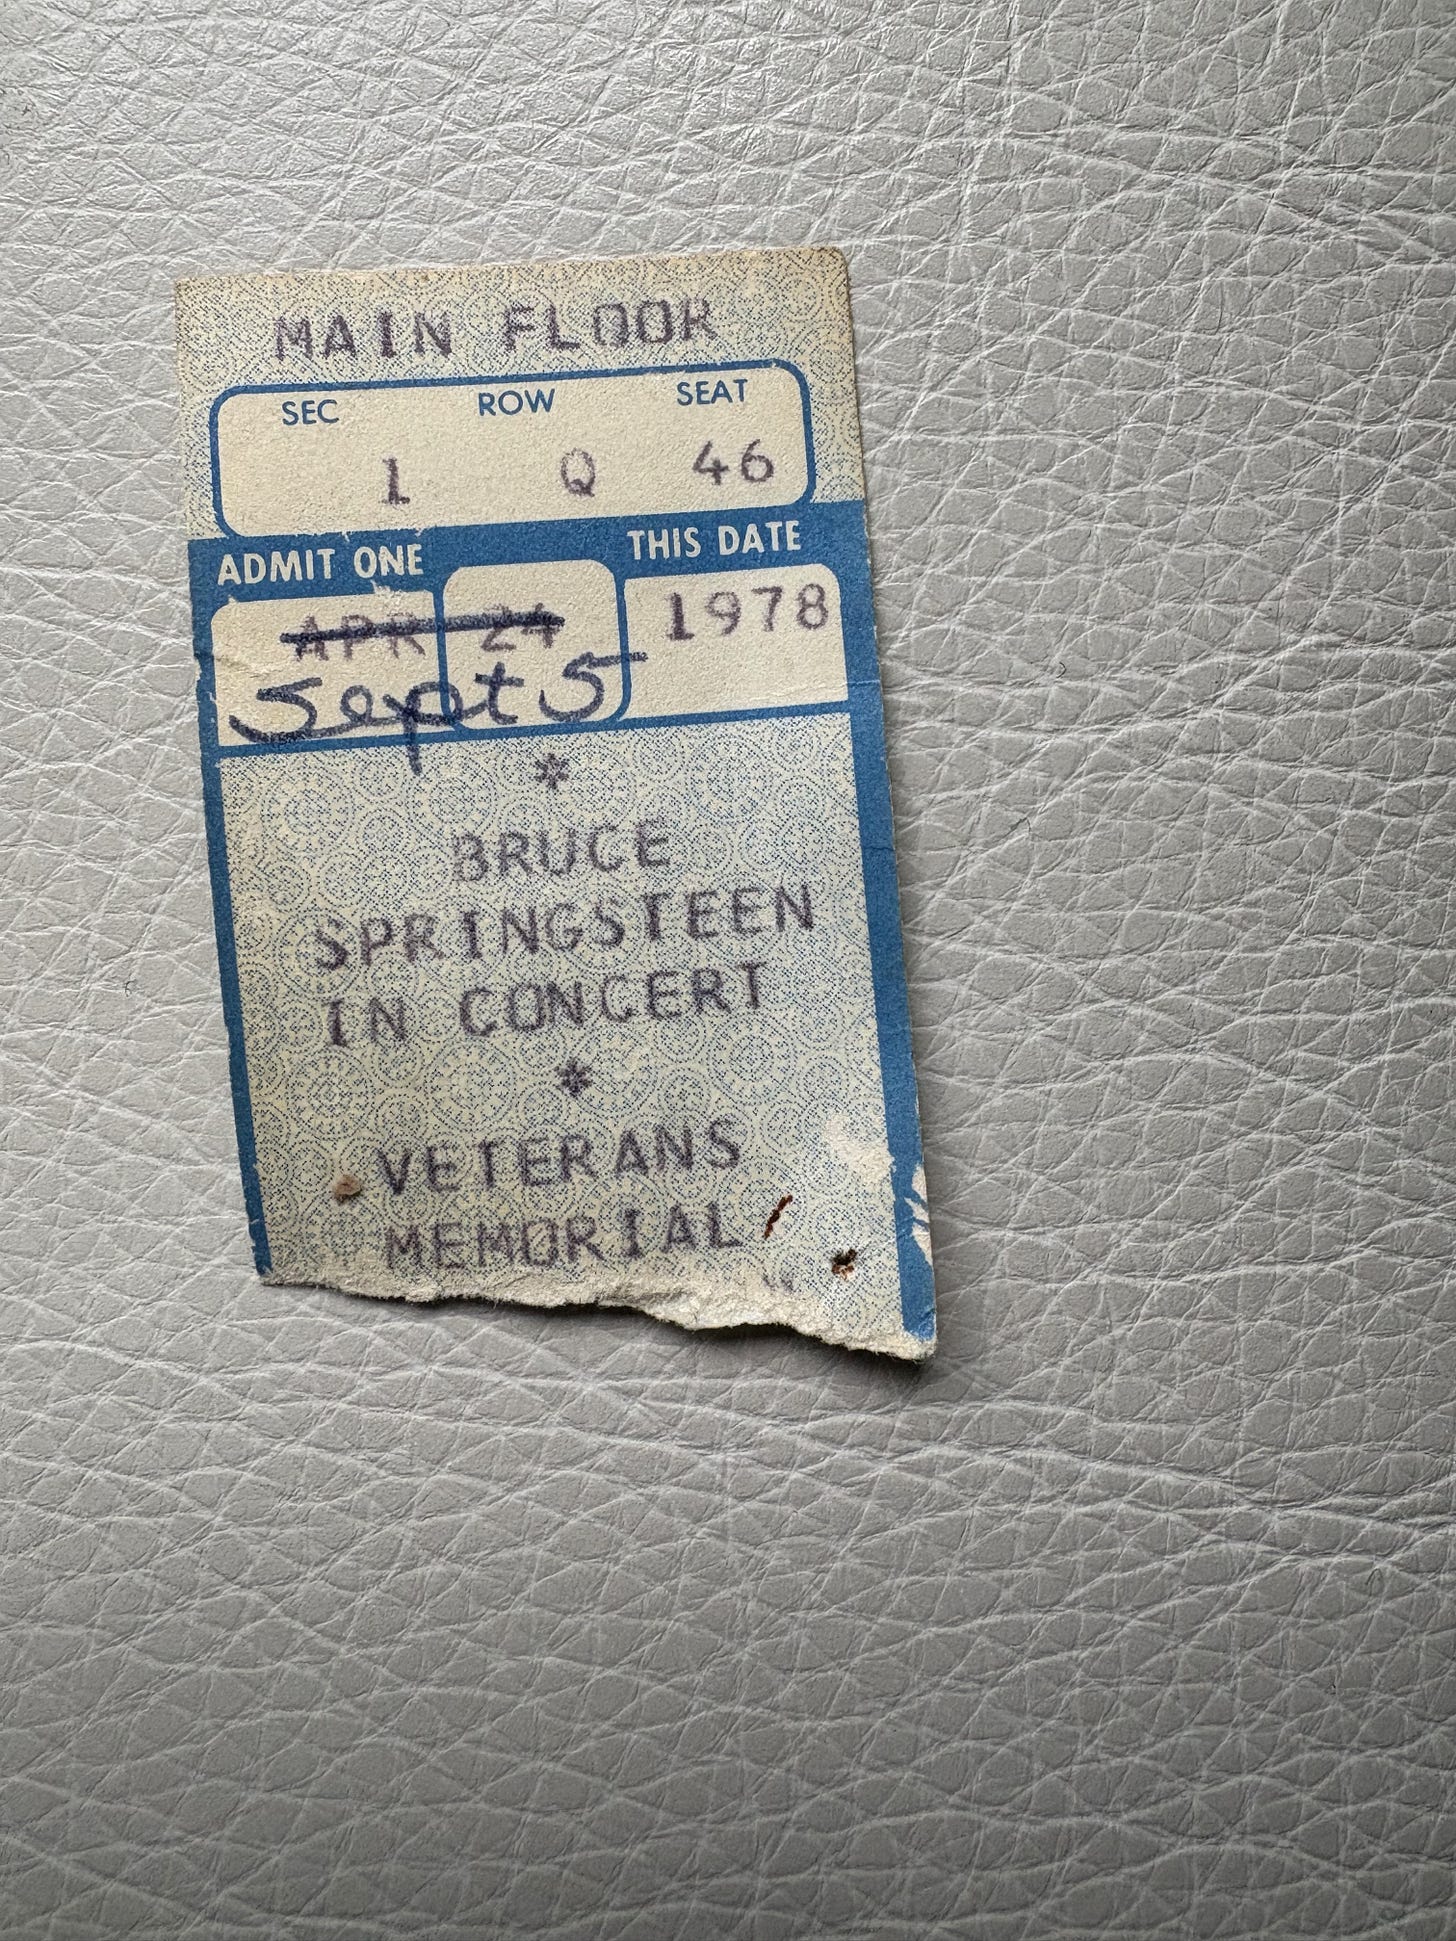 MAIN FLOOR
SEC ROW SEAT
1 Q 46
ADMIT ONE THIS DATE
APR 24 1978
Sept 5
*
BRUCE
SPRINGSTEEN
IN CONCERT
*
VETERANS
MEMORIAL